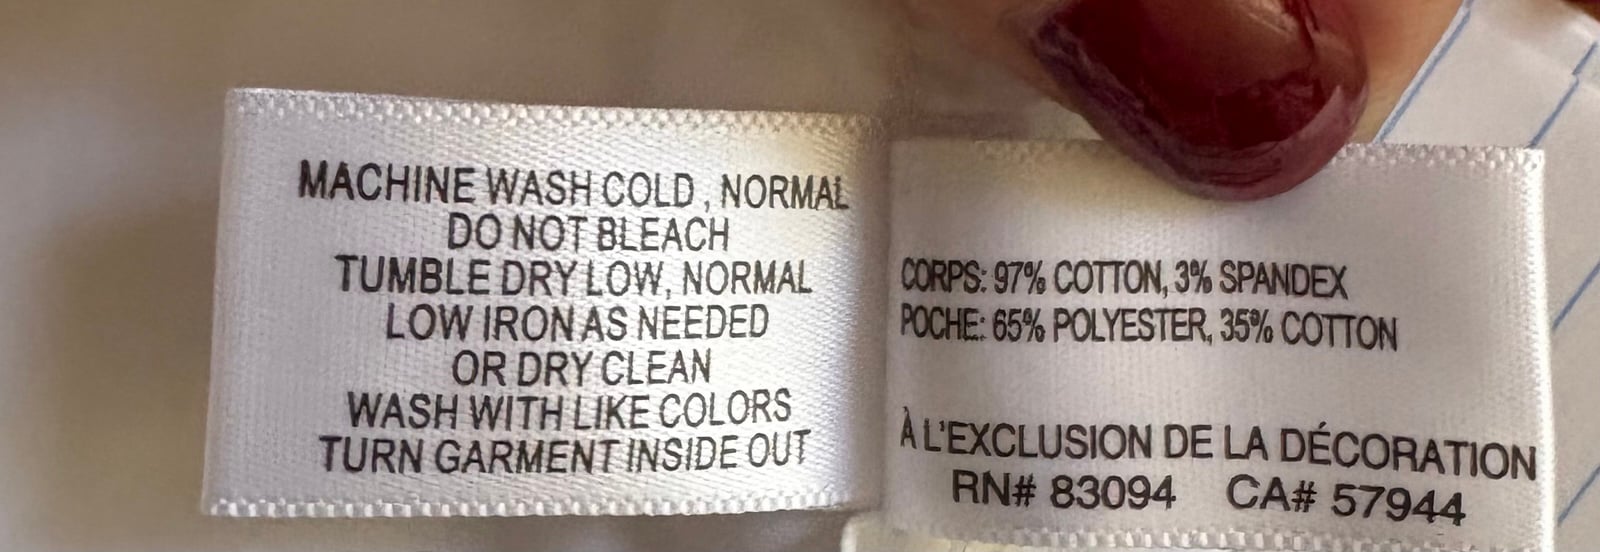 MACHINE WASH COLD , NORMAL
DO NOT BLEACH
TUMBLE DRY LOW, NORMAL
LOW IRON AS NEEDED
OR DRY CLEAN
WASH WITH LIKE COLORS
TURN GARMENT INSIDE OUT
CORPS: 97% COTTON, 3% SPANDEX
POCHE: 65% POLYESTER, 35% COTTON
À L'EXCLUSION DE LA DÉCORATION
RN# 83094 CA# 57944